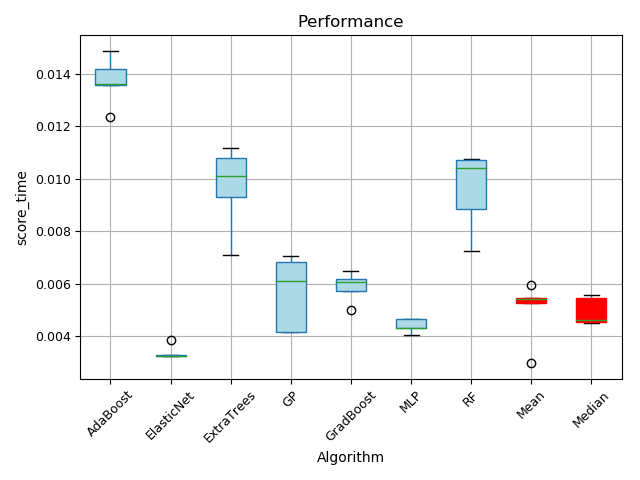 Performance
score_time
0.014
0.012
0.010
0.008
0.006
0.004
AdaBoost
ElasticNet
ExtraTrees
GP
GradBoost
MLP
RF
Mean
Median
Algorithm